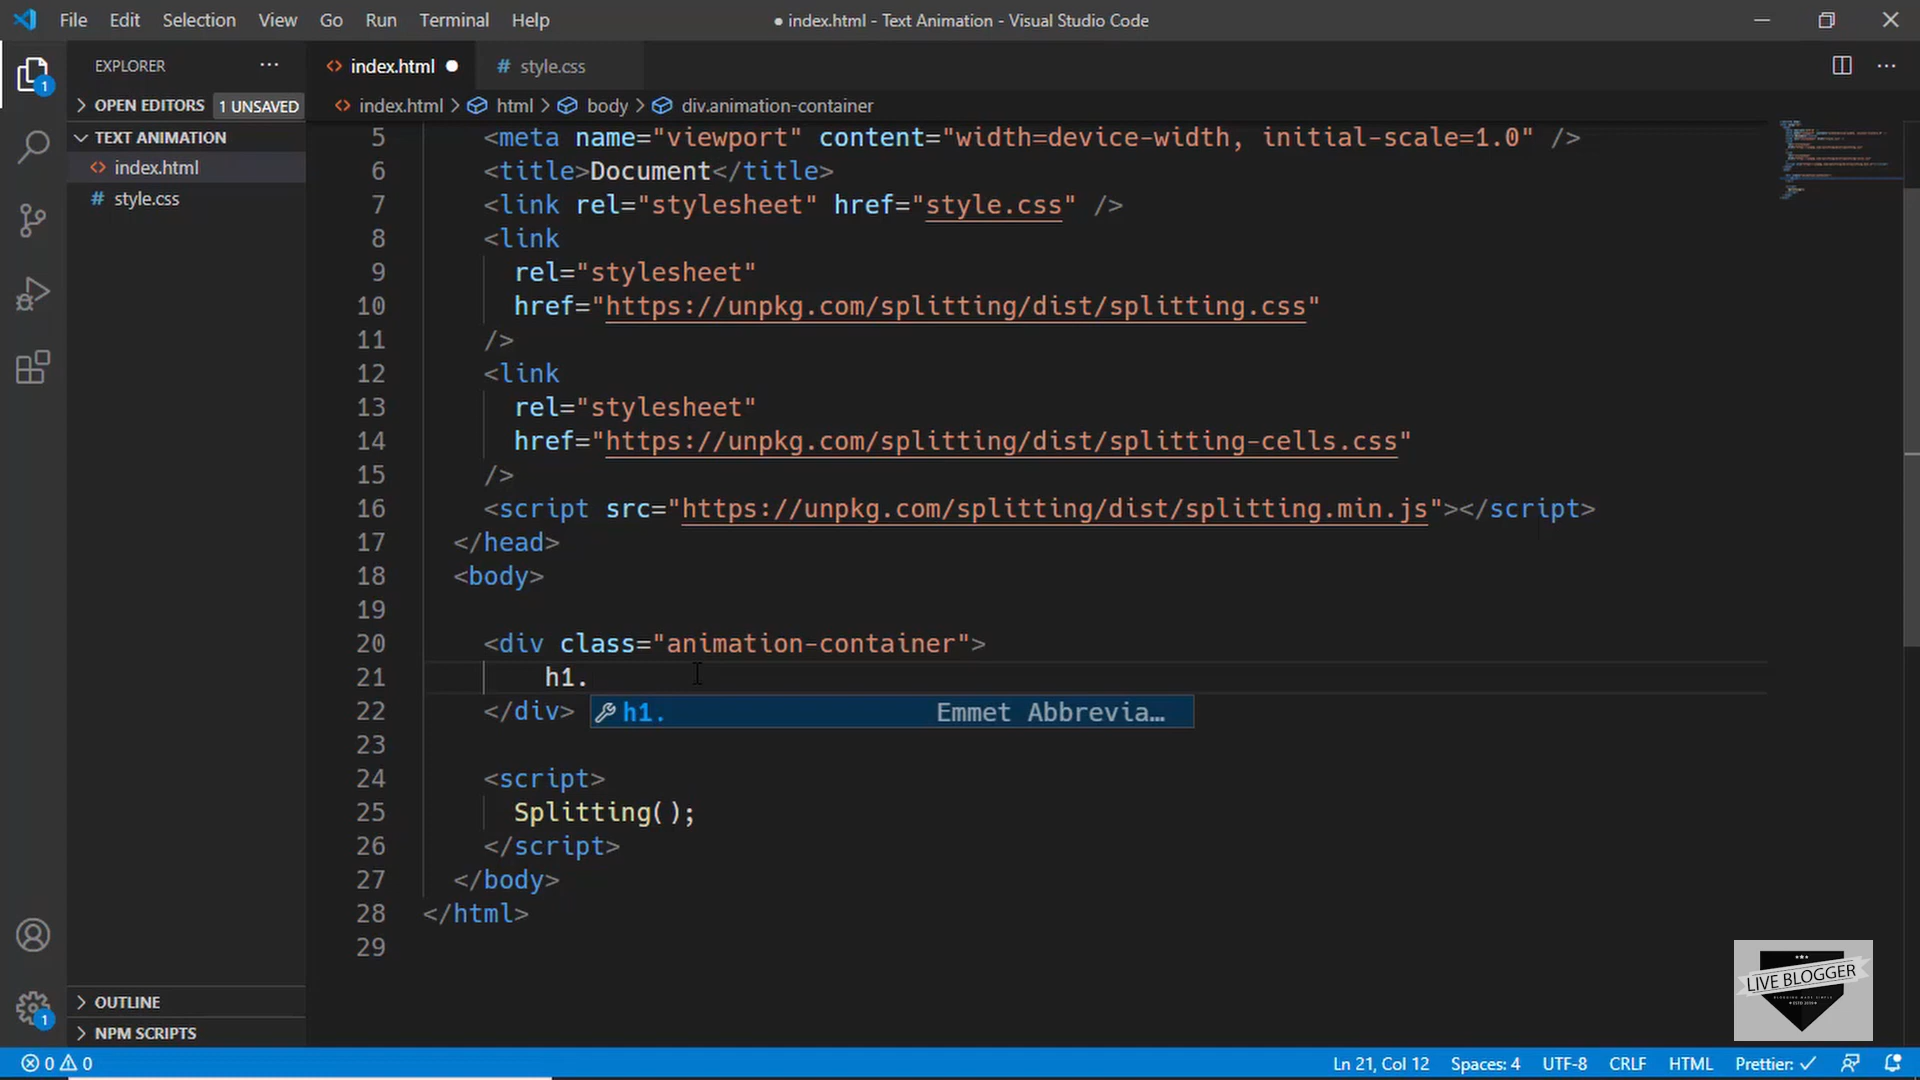 File Edit Selection View Go Run Terminal Help
● index.html - Text Animation - Visual Studio Code
EXPLORER
OPEN EDITORS 1 UNSAVED
TEXT ANIMATION
index.html
style.css
OUTLINE
NPM SCRIPTS
index.html style.css
index.html > html > body > div.animation-container
5 <meta name="viewport" content="width=device-width, initial-scale=1.0" />
6 <title>Document</title>
7 <link rel="stylesheet" href="style.css" />
8 <link
9 rel="stylesheet"
10 href="https://unpkg.com/splitting/dist/splitting.css"
11 />
12 <link
13 rel="stylesheet"
14 href="https://unpkg.com/splitting/dist/splitting-cells.css"
15 />
16 <script src="https://unpkg.com/splitting/dist/splitting.min.js"></script>
17 </head>
18 <body>
19
20 <div class="animation-container">
21 h1.
22 </div>
h1. Emmet Abbrevia…
23
24 <script>
25 Splitting();
26 </script>
27 </body>
28 </html>
29
1
1
LIVE BLOGGER
0 0
Ln 21, Col 12 Spaces: 4 UTF-8 CRLF HTML Prettier: ✓